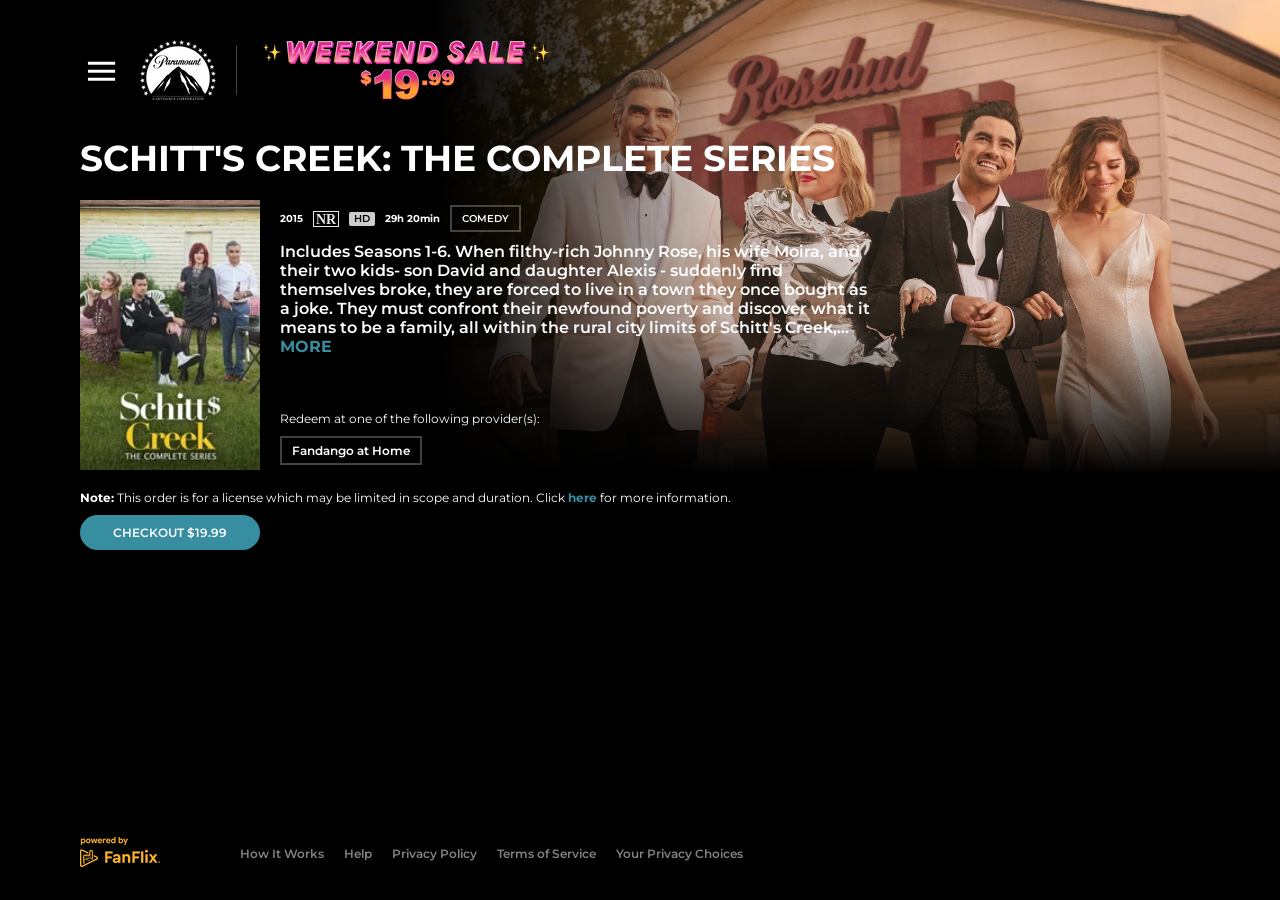 Paramount
A SKYDANCE CORPORATION
WEEKEND SALE
$19.99
Rosebud
MOTEL
SCHITT'S CREEK: THE COMPLETE SERIES
2015 NR HD 29h 20min COMEDY
Includes Seasons 1-6. When filthy-rich Johnny Rose, his wife Moira, and
their two kids- son David and daughter Alexis - suddenly find
themselves broke, they are forced to live in a town they once bought as
a joke. They must confront their newfound poverty and discover what it
means to be a family, all within the rural city limits of Schitt's Creek,...
MORE
Schitt$
Creek
THE COMPLETE SERIES
Redeem at one of the following provider(s):
Fandango at Home
Note: This order is for a license which may be limited in scope and duration. Click here for more information.
CHECKOUT $19.99
powered by
FanFlix
How It Works Help Privacy Policy Terms of Service Your Privacy Choices